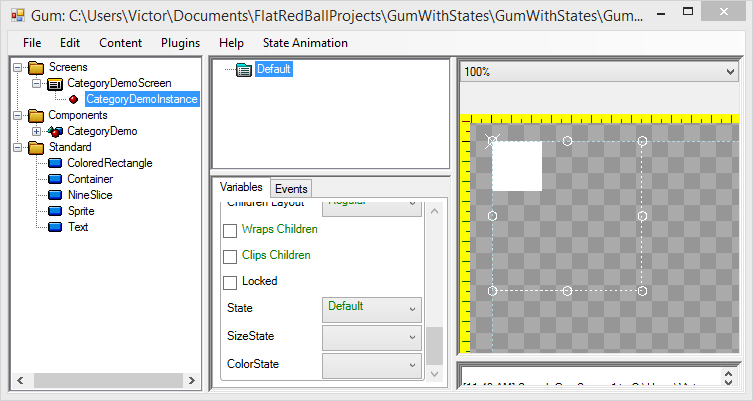 Gum: C:\Users\Victor\Documents\FlatRedBallProjects\GumWithStates\GumWithStates\Gum...
File Edit Content Plugins Help State Animation
Screens
CategoryDemoScreen
CategoryDemoInstance
Components
CategoryDemo
Standard
ColoredRectangle
Container
NineSlice
Sprite
Text
Default
Variables Events
Children Layout Regular
Wraps Children
Clips Children
Locked
State Default
SizeState
ColorState
100%